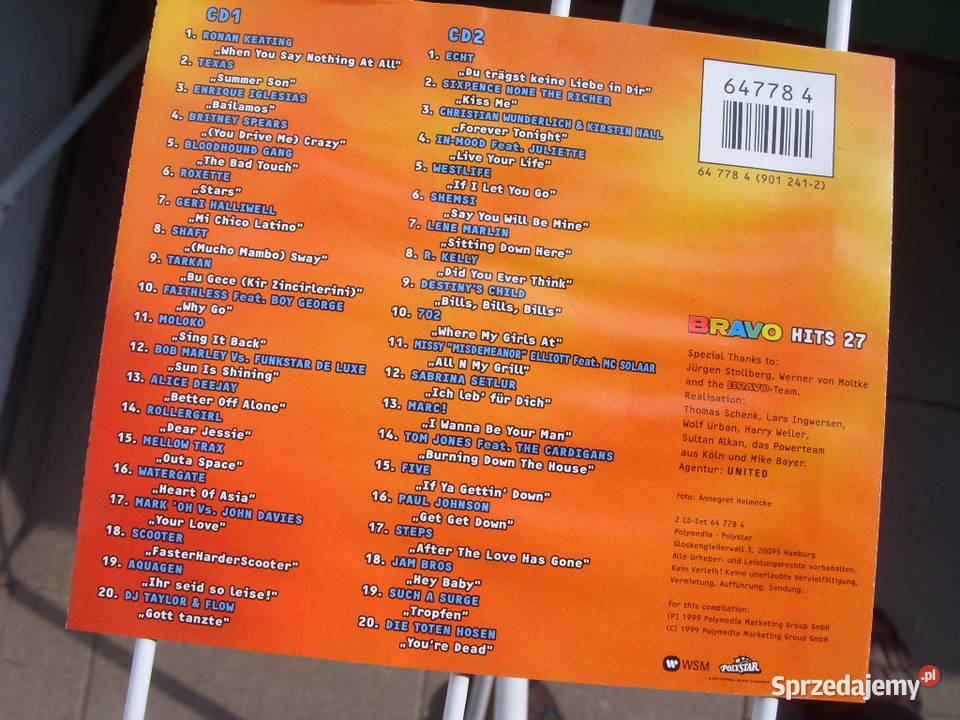 CD1
1. RONAN KEATING
„When You Say Nothing At All"
2. TEXAS
„Summer Son"
3. ENRIQUE IGLESIAS
„Bailamos"
4. BRITNEY SPEARS
„(You Drive Me) Crazy"
5. BLOODHOUND GANG
„The Bad Touch"
6. ROXETTE
„Stars"
7. GERI HALLIWELL
„Mi Chico Latino"
8. SHAFT
„(Mucho Mambo) Sway"
9. TARKAN
„Bu Gece (Kir Zincirlerini)"
10. FAITHLESS Feat. BOY GEORGE
„Why Go"
11. MOLOKO
„Sing It Back"
12. BOB MARLEY Vs. FUNKSTAR DE LUXE
„Sun Is Shining"
13. ALICE DEEJAY
„Better Off Alone"
14. ROLLERGIRL
„Dear Jessie"
15. MELLOW TRAX
„Outa Space"
16. WATERGATE
„Heart Of Asia"
17. MARK 'OH Vs. JOHN DAVIES
„Your Love"
18. SCOOTER
„FasterHarderScooter"
19. AQUAGEN
„Ihr seid so leise!"
20. DJ TAYLOR & FLOW
„Gott tanzte"
CD2
1. ECHT
„Du trägst keine Liebe in Dir"
2. SIXPENCE NONE THE RICHER
„Kiss Me"
3. CHRISTIAN WUNDERLICH & KIRSTIN HALL
„Forever Tonight"
4. IN-MOOD Feat. JULIETTE
„Live Your Life"
5. WESTLIFE
„If I Let You Go"
6. SHEMSI
„Say You Will Be Mine"
7. LENE MARLIN
„Sitting Down Here"
8. R. KELLY
„Did You Ever Think"
9. DESTINY'S CHILD
„Bills, Bills, Bills"
10. 702
„Where My Girls At"
11. MISSY "MISDEMEANOR" ELLIOTT Feat. MC SOLAAR
„All N My Grill"
12. SABRINA SETLUR
„Ich leb' für Dich"
13. MARC!
„I Wanna Be Your Man"
14. TOM JONES Feat. THE CARDIGANS
„Burning Down The House"
15. FIVE
„If Ya Gettin' Down"
16. PAUL JOHNSON
„Get Get Down"
17. STEPS
„After The Love Has Gone"
18. JAM BROS
„Hey Baby"
19. SUCH A SURGE
„Tropfen"
20. DIE TOTEN HOSEN
„You're Dead"
64778 4
64 778 4 (901 241-2)
BRAVO HITS 27
Special Thanks to:
Jürgen Stollberg, Werner von Moltke
and the BRAVO-Team.
Realisation:
Thomas Schenk, Lars Ingwersen,
Wolf Urban, Harry Weller,
Sultan Alkan, das Powerteam
aus Köln und Mike Bayer.
Agentur: UNITED
Foto: Annegret Helmecke
2 CD-Set 64 778 4
Polymedia - Polystar
Glockengießerwall 3, 20095 Hamburg
Alle Urheber- und Leistungsrechte vorbehalten.
Kein Verleih! Keine unerlaubte Vervielfältigung,
Vermietung, Aufführung, Sendung.
For this compilation:
(P) 1999 Polymedia Marketing Group GmbH
(C) 1999 Polymedia Marketing Group GmbH
WSM
POLYSTAR
Sprzedajemy.pl